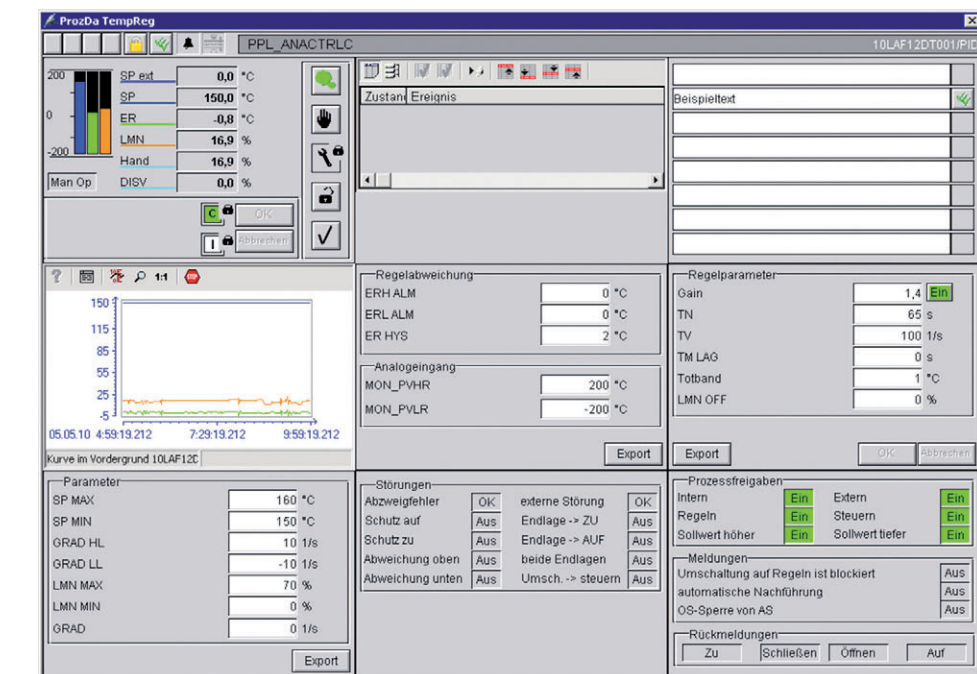 ProzDa TempReg
PPL_ANACTRLC
10LAF12DT001/PID
200
0
-200
SP ext 0,0 °C
SP 150,0 °C
ER -0,8 °C
LMN 16,9 %
Hand 16,9 %
Man Op DISV 0,0 %
C OK
I Abbrechen
Zustan Ereignis
Beispieltext
? 1:1
150
115
85
55
25
-5
05.05.10 4:59:19.212 7:29:19.212 9:59:19.212
Kurve im Vordergrund 10LAF12D
Regelabweichung
ERH ALM 0 °C
ERL ALM 0 °C
ER HYS 2 °C
Analogeingang
MON_PVHR 200 °C
MON_PVLR -200 °C
Export
Regelparameter
Gain 1,4 Ein
TN 65 s
TV 100 1/s
TM LAG 0 s
Totband 1 °C
LMN OFF 0 %
Export OK Abbrechen
Parameter
SP MAX 160 °C
SP MIN 150 °C
GRAD HL 10 1/s
GRAD LL -10 1/s
LMN MAX 70 %
LMN MIN 0 %
GRAD 0 1/s
Export
Störungen
Abzweigfehler OK externe Störung OK
Schutz auf Aus Endlage -> ZU Aus
Schutz zu Aus Endlage -> AUF Aus
Abweichung oben Aus beide Endlagen Aus
Abweichung unten Aus Umsch. -> steuern Aus
Prozessfreigaben
Intern Ein Extern Ein
Regeln Ein Steuern Ein
Sollwert höher Ein Sollwert tiefer Ein
Meldungen
Umschaltung auf Regeln ist blockiert Aus
automatische Nachführung Aus
OS-Sperre von AS Aus
Rückmeldungen
Zu Schließen Öffnen Auf